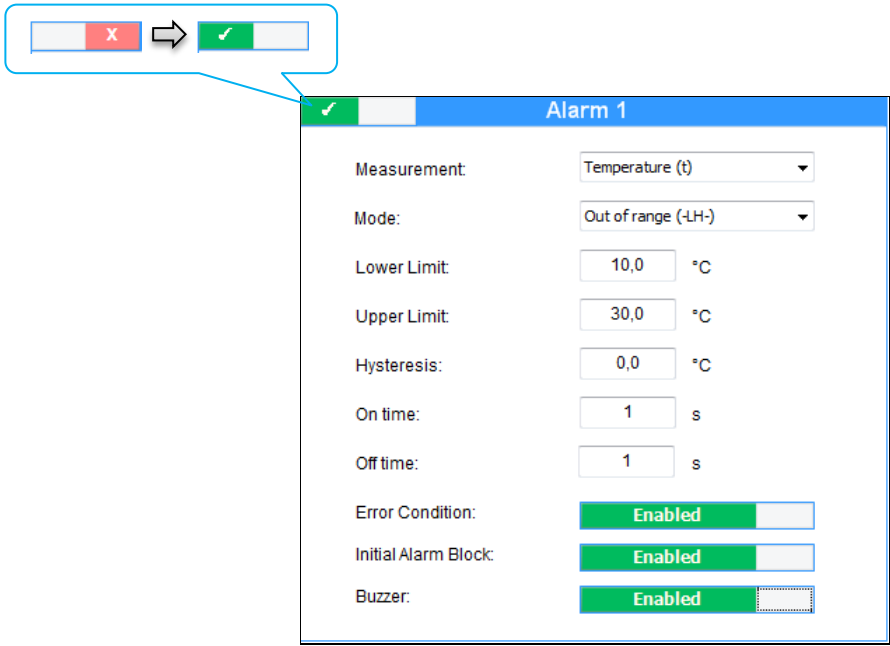 X ✓
✓ Alarm 1
Measurement: Temperature (t)
Mode: Out of range (-LH-)
Lower Limit: 10,0 °C
Upper Limit: 30,0 °C
Hysteresis: 0,0 °C
On time: 1 s
Off time: 1 s
Error Condition: Enabled
Initial Alarm Block: Enabled
Buzzer: Enabled